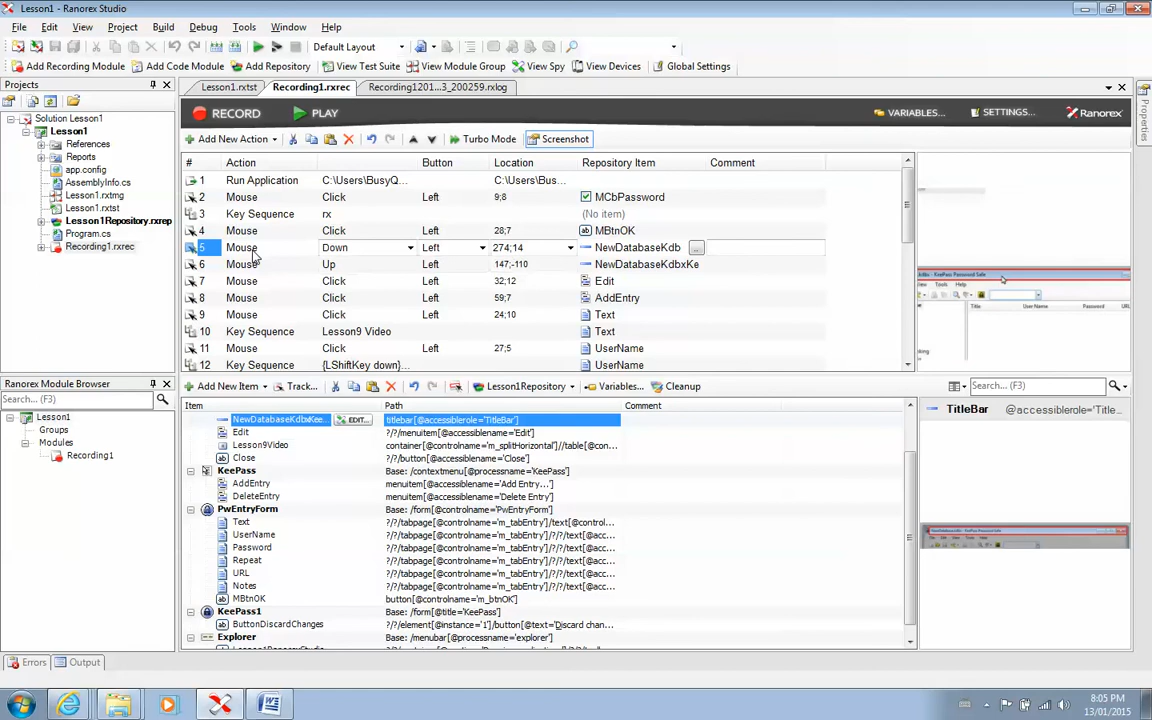 Lesson1 - Ranorex Studio
File Edit View Project Build Debug Tools Window Help
Default Layout
Add Recording Module Add Code Module Add Repository View Test Suite View Module Group View Spy View Devices Global Settings
Projects
Solution Lesson1
Lesson1
References
Reports
app.config
AssemblyInfo.cs
Lesson1.rxtmg
Lesson1.rxtst
Lesson1Repository.rxrep
Program.cs
Recording1.rxrec
Lesson1.rxtst Recording1.rxrec Recording1201...3_200259.rxlog
RECORD PLAY VARIABLES... SETTINGS... Ranorex
Add New Action Turbo Mode Screenshot
# Action Button Location Repository Item Comment
1 Run Application C:\Users\BusyQ... C:\Users\Bus...
2 Mouse Click Left 9;8 MCbPassword
3 Key Sequence rx (No item)
4 Mouse Click Left 28;7 MBtnOK
5 Mouse Down Left 274;14 NewDatabaseKdb ...
6 Mouse Up Left 147;-110 NewDatabaseKdbxKe
7 Mouse Click Left 32;12 Edit
8 Mouse Click Left 59;7 AddEntry
9 Mouse Click Left 24;10 Text
10 Key Sequence Lesson9 Video Text
11 Mouse Click Left 27;5 UserName
12 Key Sequence {LShiftKey down}... UserName
Properties
Ranorex Module Browser
Search... (F3)
Lesson1
Groups
Modules
Recording1
Add New Item Track... Lesson1Repository Variables... Cleanup Search... (F3)
Item Path Comment
NewDatabaseKdbxKee... EDIT... titlebar[@accessiblerole='TitleBar']
Edit ?/?/menuitem[@accessiblename='Edit']
Lesson9Video container[@controlname='m_splitHorizontal']//table[@co...
Close ?/?/button[@accessiblename='Close']
KeePass Base: /contextmenu[@processname='KeePass']
AddEntry menuitem[@accessiblename='Add Entry...']
DeleteEntry menuitem[@accessiblename='Delete Entry']
PwEntryForm Base: /form[@controlname='PwEntryForm']
Text ?/?/tabpage[@controlname='m_tabEntry']/text[@control...
UserName ?/?/tabpage[@controlname='m_tabEntry']//?/?/text[@acc...
Password ?/?/tabpage[@controlname='m_tabEntry']//?/?/text[@acc...
Repeat ?/?/tabpage[@controlname='m_tabEntry']//?/?/text[@acc...
URL ?/?/tabpage[@controlname='m_tabEntry']//?/?/text[@acc...
Notes ?/?/tabpage[@controlname='m_tabEntry']//?/?/text[@acc...
MBtnOK button[@controlname='m_btnOK']
KeePass1 Base: /form[@title='KeePass']
ButtonDiscardChanges ?/?/element[@instance='1']/button[@text='Discard chan...
Explorer Base: /menubar[@processname='explorer']
TitleBar @accessiblerole='Title...
KeePass Password Safe
Tools Help
Title User Name Password URL
Errors Output
8:05 PM
13/01/2015